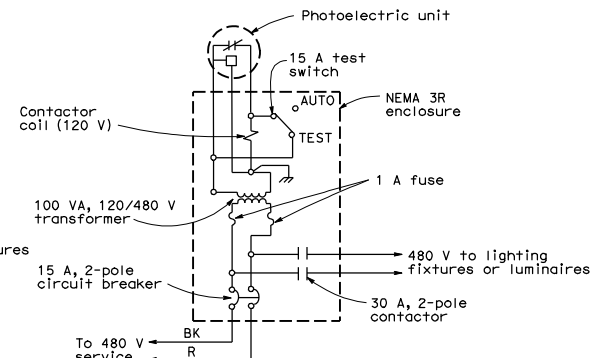 Photoelectric unit
15 A test
switch
AUTO
NEMA 3R
enclosure
Contactor
coil (120 V)
TEST
1 A fuse
100 VA, 120/480 V
transformer
ures
480 V to lighting
fixtures or luminaires
15 A, 2-pole
circuit breaker
30 A, 2-pole
contactor
BK
To 480 V
service
R